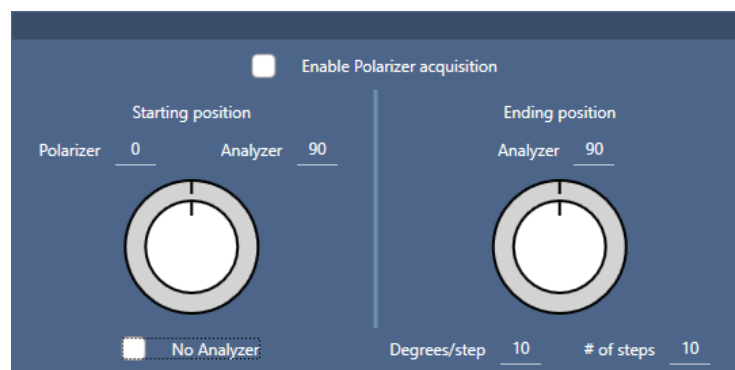 Enable Polarizer acquisition
Starting position
Polarizer 0 Analyzer 90
No Analyzer
Ending position
Analyzer 90
Degrees/step 10 # of steps 10